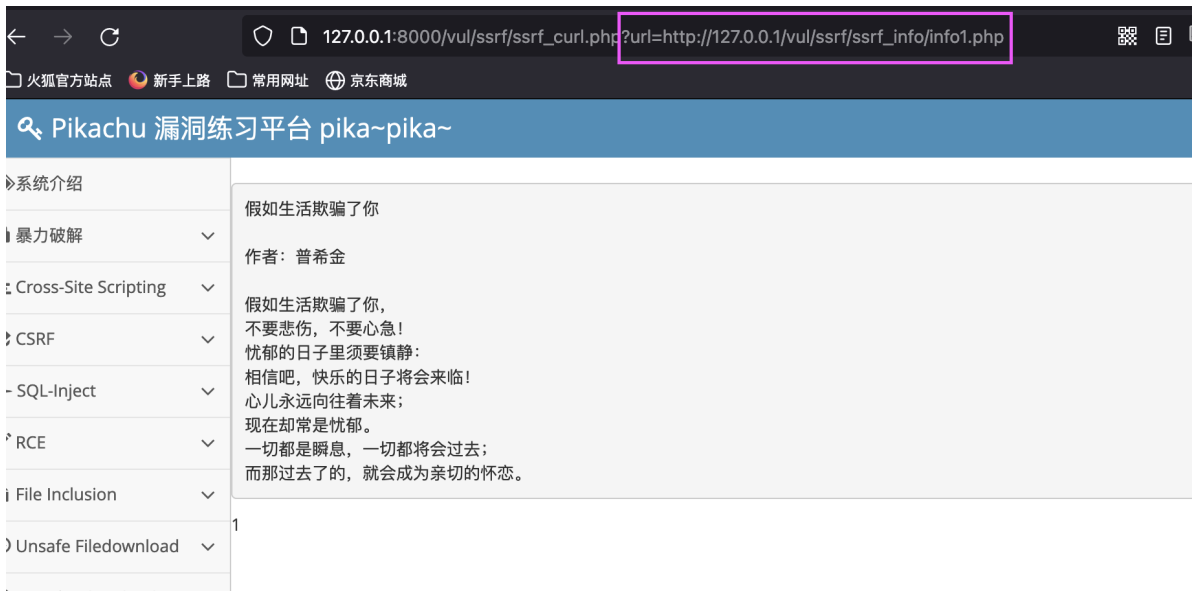 127.0.0.1:8000/vul/ssrf/ssrf_curl.php?url=http://127.0.0.1/vul/ssrf/ssrf_info/info1.php
火狐官方站点 新手上路 常用网址 京东商城
Pikachu 漏洞练习平台 pika~pika~
系统介绍
暴力破解
Cross-Site Scripting
CSRF
SQL-Inject
RCE
File Inclusion
Unsafe Filedownload
假如生活欺骗了你
作者：普希金
假如生活欺骗了你，
不要悲伤，不要心急！
忧郁的日子里须要镇静：
相信吧，快乐的日子将会来临！
心儿永远向往着未来；
现在却常是忧郁。
一切都是瞬息，一切都将会过去；
而那过去了的，就会成为亲切的怀恋。
1